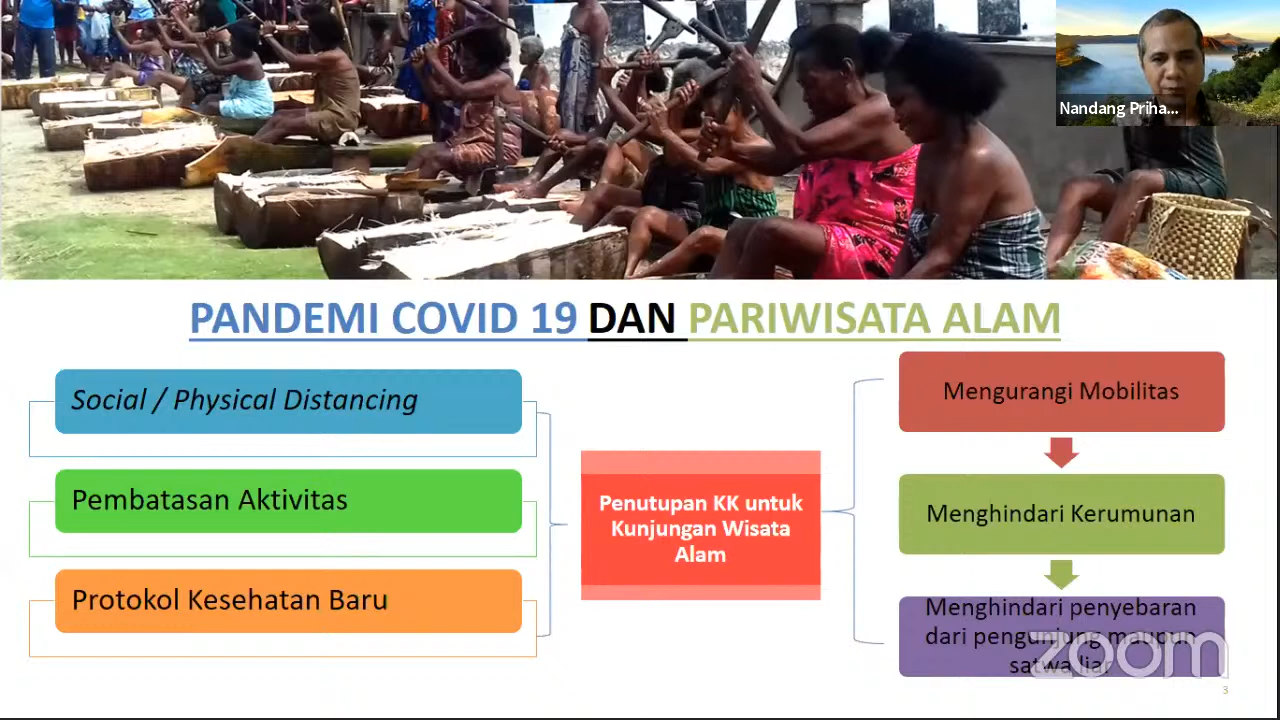 Nandang Priha...
PANDEMI COVID 19 DAN PARIWISATA ALAM
Social / Physical Distancing
Pembatasan Aktivitas
Protokol Kesehatan Baru
Penutupan KK untuk
Kunjungan Wisata
Alam
Mengurangi Mobilitas
Menghindari Kerumunan
Menghindari penyebaran
dari pengunjung maupun
satwa liar
zoom
3